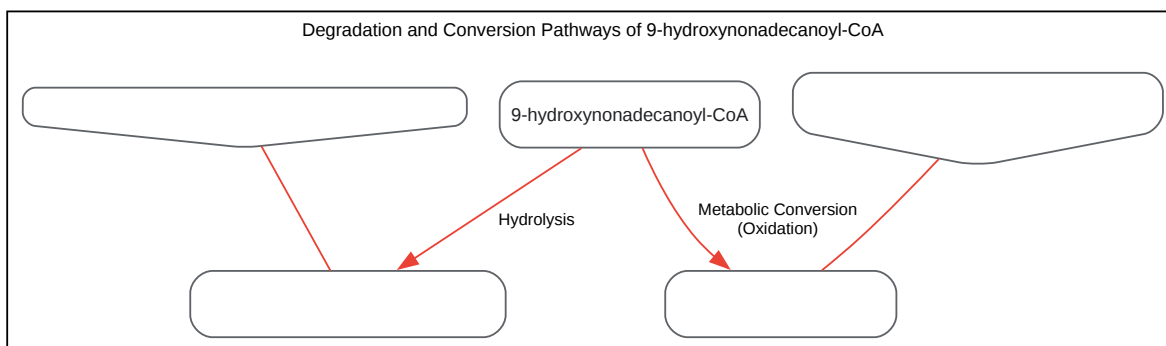 Degradation and Conversion Pathways of 9-hydroxynonadecanoyl-CoA
9-hydroxynonadecanoyl-CoA
Hydrolysis
Metabolic Conversion
(Oxidation)